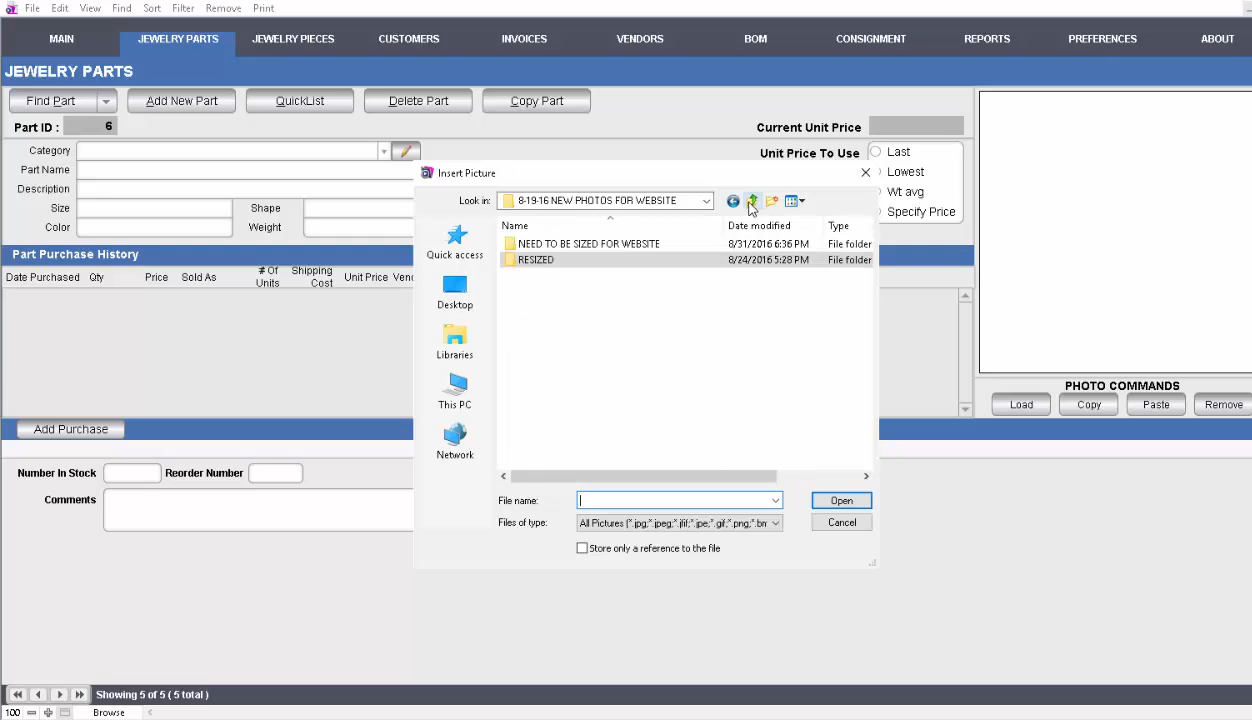 File Edit View Find Sort Filter Remove Print
MAIN JEWELRY PARTS JEWELRY PIECES CUSTOMERS INVOICES VENDORS BOM CONSIGNMENT REPORTS PREFERENCES ABOUT
JEWELRY PARTS
Find Part Add New Part QuickList Delete Part Copy Part
Part ID : 6 Current Unit Price
Category Unit Price To Use Last
Part Name Lowest
Description Wt avg
Size Shape Specify Price
Color Weight
Insert Picture
Look in: 8-19-16 NEW PHOTOS FOR WEBSITE
Name Date modified Type
NEED TO BE SIZED FOR WEBSITE 8/31/2016 6:36 PM File folder
RESIZED 8/24/2016 5:28 PM File folder
Quick access
Desktop
Libraries
This PC
Network
File name: Open
Files of type: All Pictures (*.jpg;*.jpeg;*.jfif;*.jpe;*.gif;*.png;*.bn Cancel
Store only a reference to the file
Part Purchase History
Date Purchased Qty Price Sold As # Of Units Shipping Cost Unit Price Venc
PHOTO COMMANDS
Load Copy Paste Remove
Add Purchase
Number In Stock Reorder Number
Comments
Showing 5 of 5 ( 5 total )
100 Browse